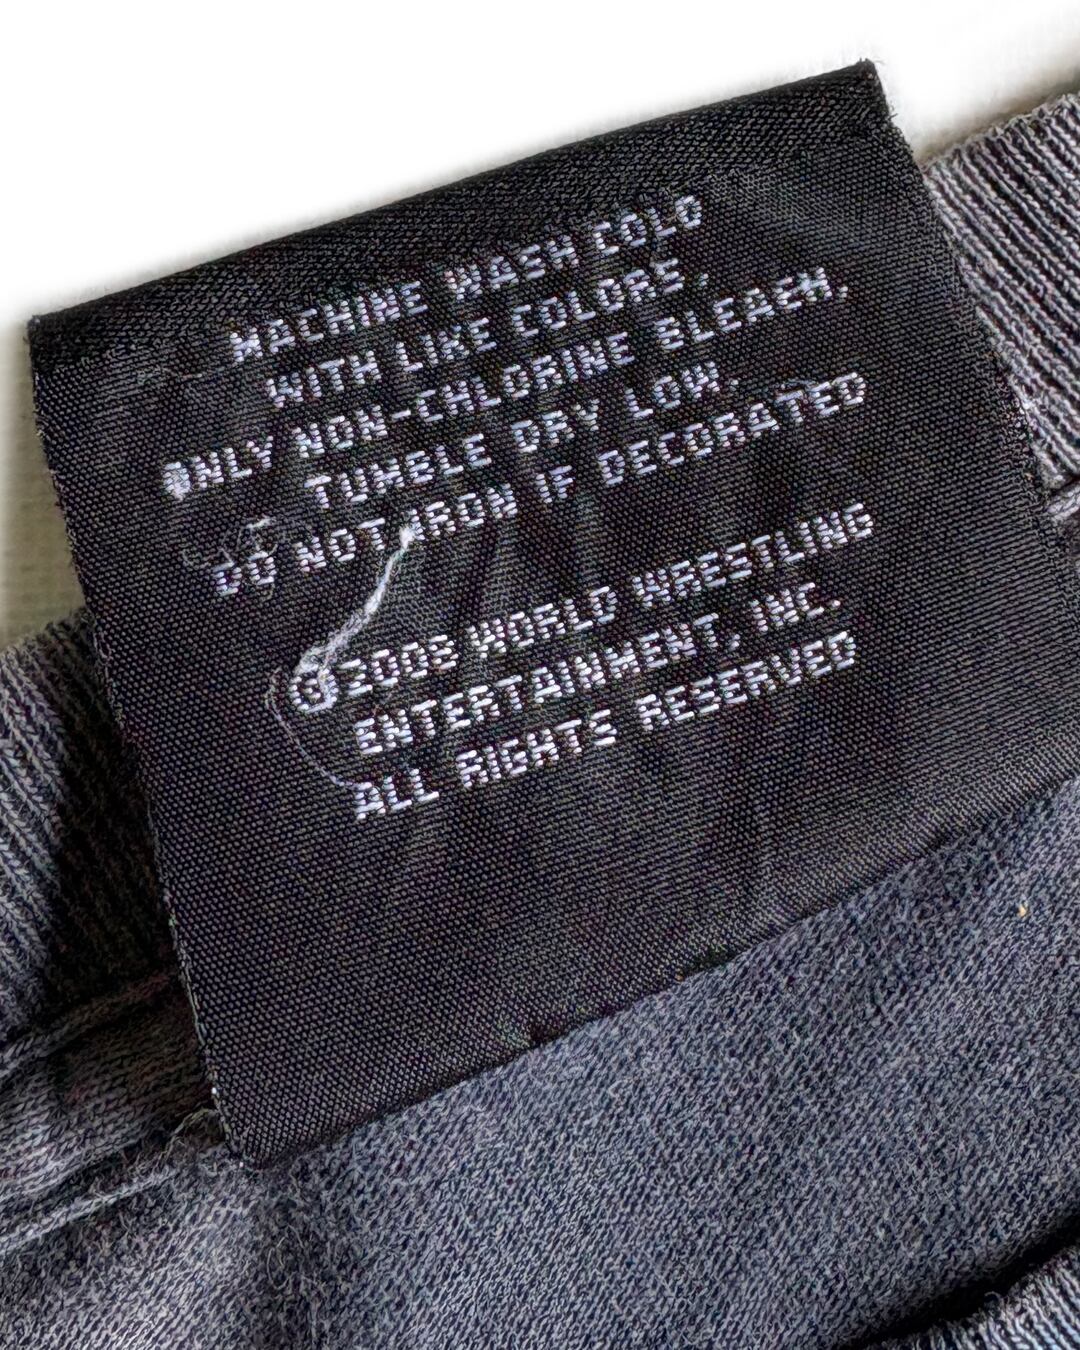 MACHINE WASH COLD
WITH LIKE COLORS.
ONLY NON-CHLORINE BLEACH.
TUMBLE DRY LOW.
DO NOT IRON IF DECORATED
©2008 WORLD WRESTLING
ENTERTAINMENT, INC.
ALL RIGHTS RESERVED